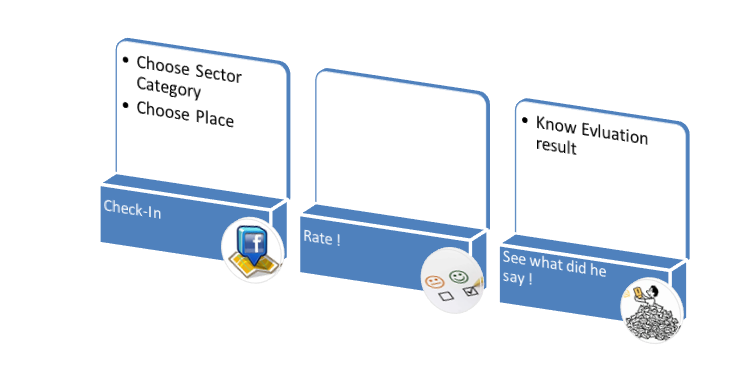 • Choose Sector
Category
• Choose Place
Check-In
f
Rate !
• Know Evluation
result
See what did he
say !